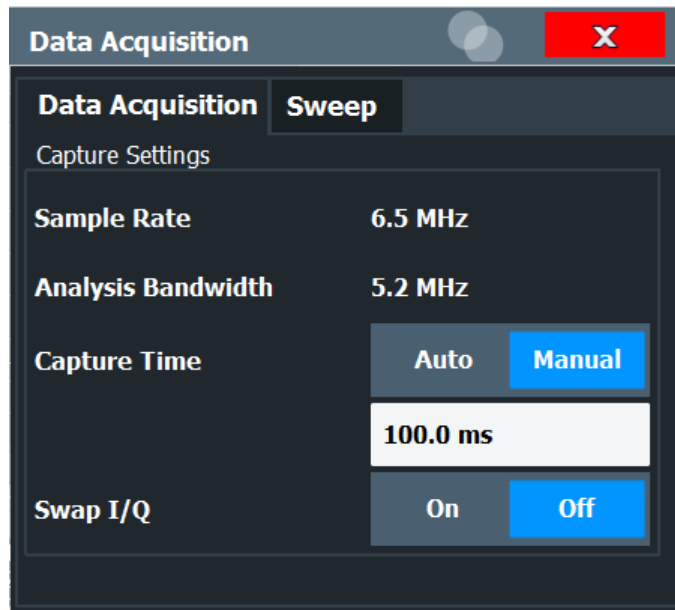 Data Acquisition
X
Data Acquisition Sweep
Capture Settings
Sample Rate 6.5 MHz
Analysis Bandwidth 5.2 MHz
Capture Time Auto Manual
100.0 ms
Swap I/Q On Off